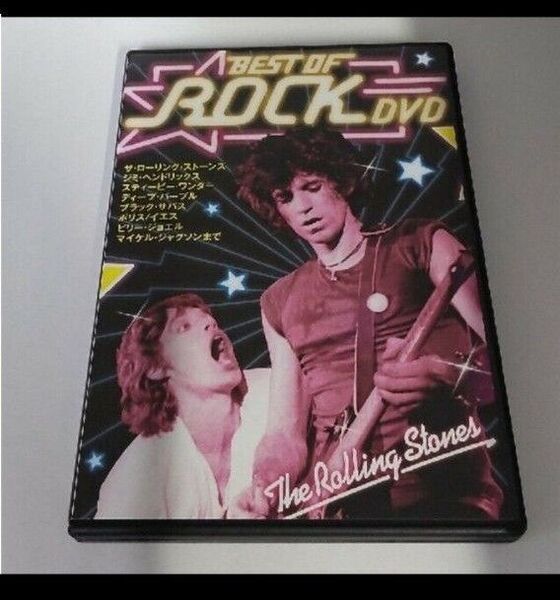 BEST OF
ROCK DVD
ザ・ローリング・ストーンズ
ジミ・ヘンドリックス
スティービー・ワンダー
ディープ・パープル
ブラック・サバス
ポリス/イエス
ビリー・ジョエル
マイケル・ジャクソンまで
The Rolling Stones